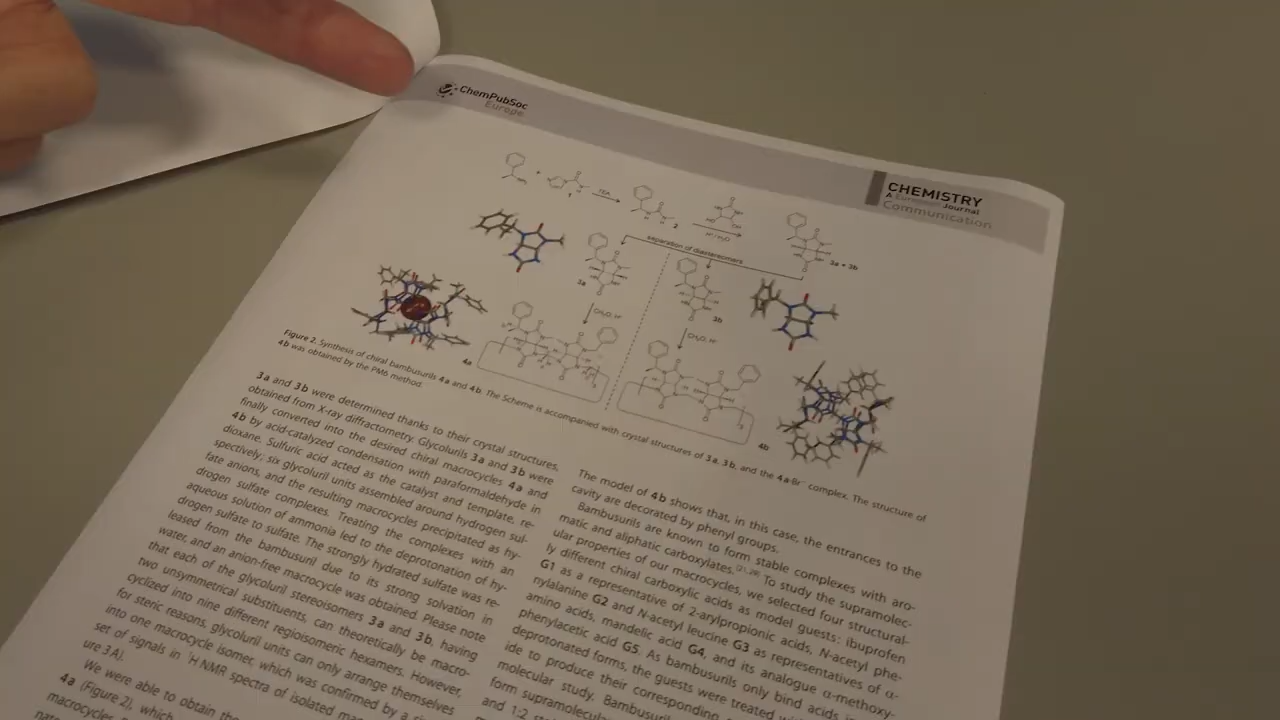 ChemPubSoc
Europe
CHEMISTRY
A European Journal
Communication
TEA
1
2
H⁺/H₂O
3a + 3b
separation of diastereomers
3a
3b
CH₂O, H⁺
CH₂O, H⁺
4a
4b
Figure 2. Synthesis of chiral bambusurils 4a and 4b. The Scheme is accompanied with crystal structures of 3a, 3b, and the 4a·Br⁻ complex. The structure of
4b was obtained by the PM6 method.
3a and 3b were determined thanks to their crystal structures,
obtained from X-ray diffractometry. Glycolurils 3a and 3b were
finally converted into the desired chiral macrocycles 4a and
4b by acid-catalyzed condensation with paraformaldehyde in
dioxane. Sulfuric acid acted as the catalyst and template, re-
spectively; six glycoluril units assembled around hydrogen sul-
fate anions, and the resulting macrocycles precipitated as hy-
drogen sulfate complexes. Treating the complexes with an
aqueous solution of ammonia led to the deprotonation of hy-
drogen sulfate to sulfate. The strongly hydrated sulfate was re-
leased from the bambusuril due to its strong solvation in
water, and an anion-free macrocycle was obtained. Please note
that each of the glycoluril stereoisomers 3a and 3b, having
two unsymmetrical substituents, can theoretically be macro-
cyclized into nine different regioisomeric hexamers. However,
for steric reasons, glycoluril units can only arrange themselves
into one macrocycle isomer, which was confirmed by a
set of signals in ¹H NMR spectra of isolated
ure 3 A).
We were able to obtain the
4a (Figure 2), which
macrocycles
The model of 4b shows that, in this case, the entrances to the
cavity are decorated by phenyl groups.
Bambusurils are known to form stable complexes with aro-
matic and aliphatic carboxylates. To study the supramolec-
ular properties of our macrocycles, we selected four structural-
ly different chiral carboxylic acids as model guests: ibuprofen
G1 as a representative of 2-arylpropionic acids, N-acetyl phe-
nylalanine G2 and N-acetyl leucine G3 as representatives of α-
amino acids, mandelic acid G4, and its analogue α-methoxy-
phenylacetic acid G5. As bambusurils only bind acids in
deprotonated forms, the guests were treated
ide to produce their corresponding
molecular study.
form supramolecular
and 1:2